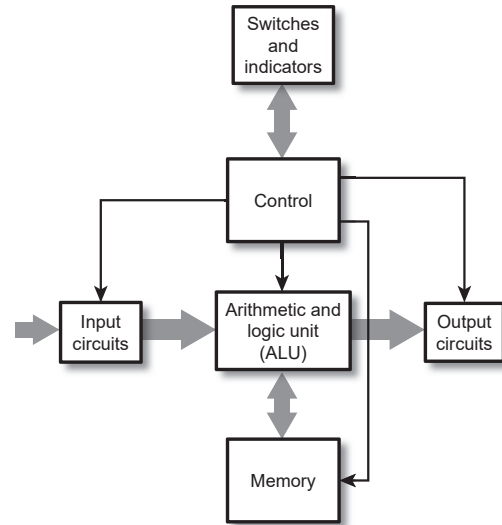 Switches
and
indicators
Control
Input
circuits
Arithmetic and
logic unit
(ALU)
Output
circuits
Memory